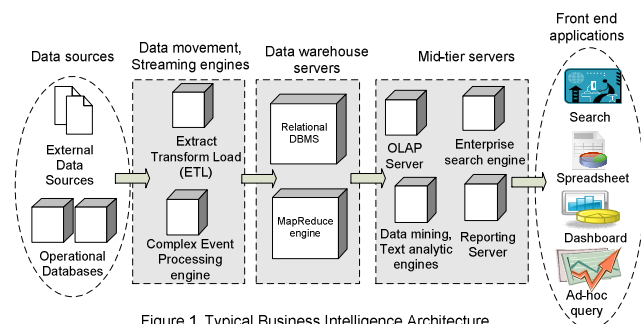 Data sources
External
Data
Sources
Operational
Databases
Data movement,
Streaming engines
Extract
Transform Load
(ETL)
Complex Event
Processing
engine
Data warehouse
servers
Relational
DBMS
MapReduce
engine
Mid-tier servers
OLAP
Server
Enterprise
search engine
Data mining,
Text analytic
engines
Reporting
Server
Front end
applications
Search
Spreadsheet
Dashboard
Ad-hoc
query
Figure 1. Typical Business Intelligence Architecture